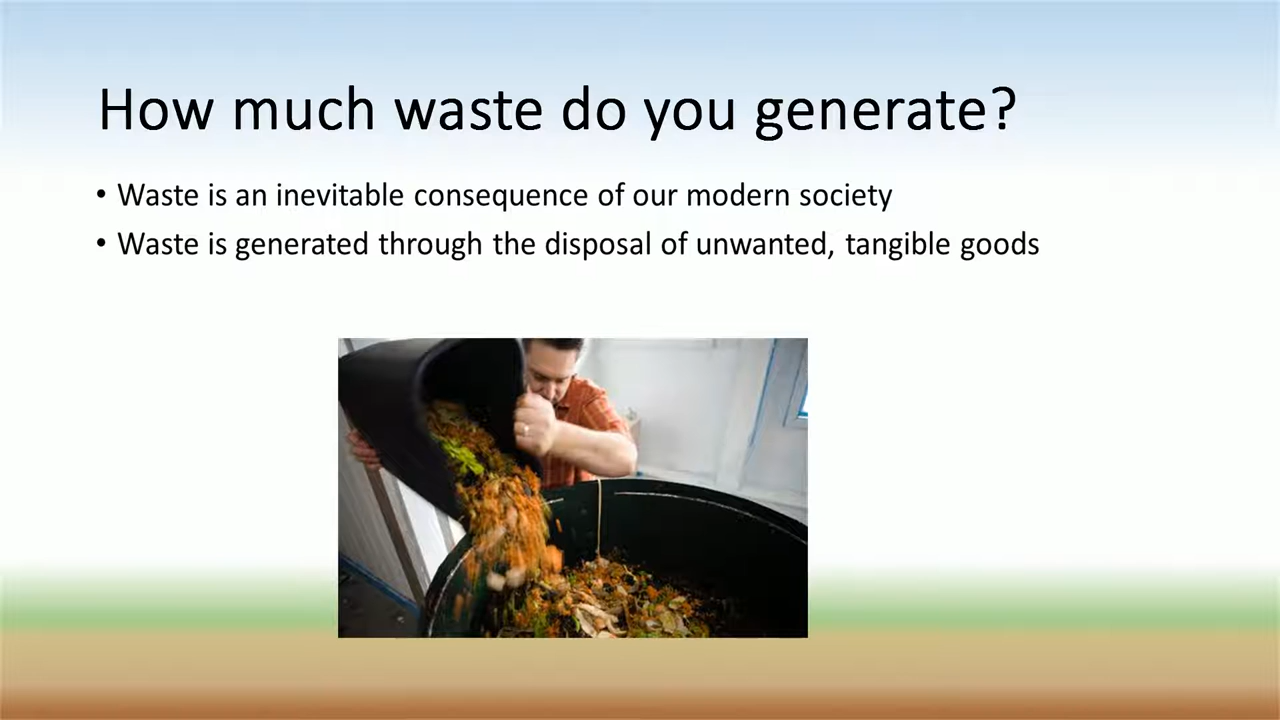 How much waste do you generate?
• Waste is an inevitable consequence of our modern society
• Waste is generated through the disposal of unwanted, tangible goods